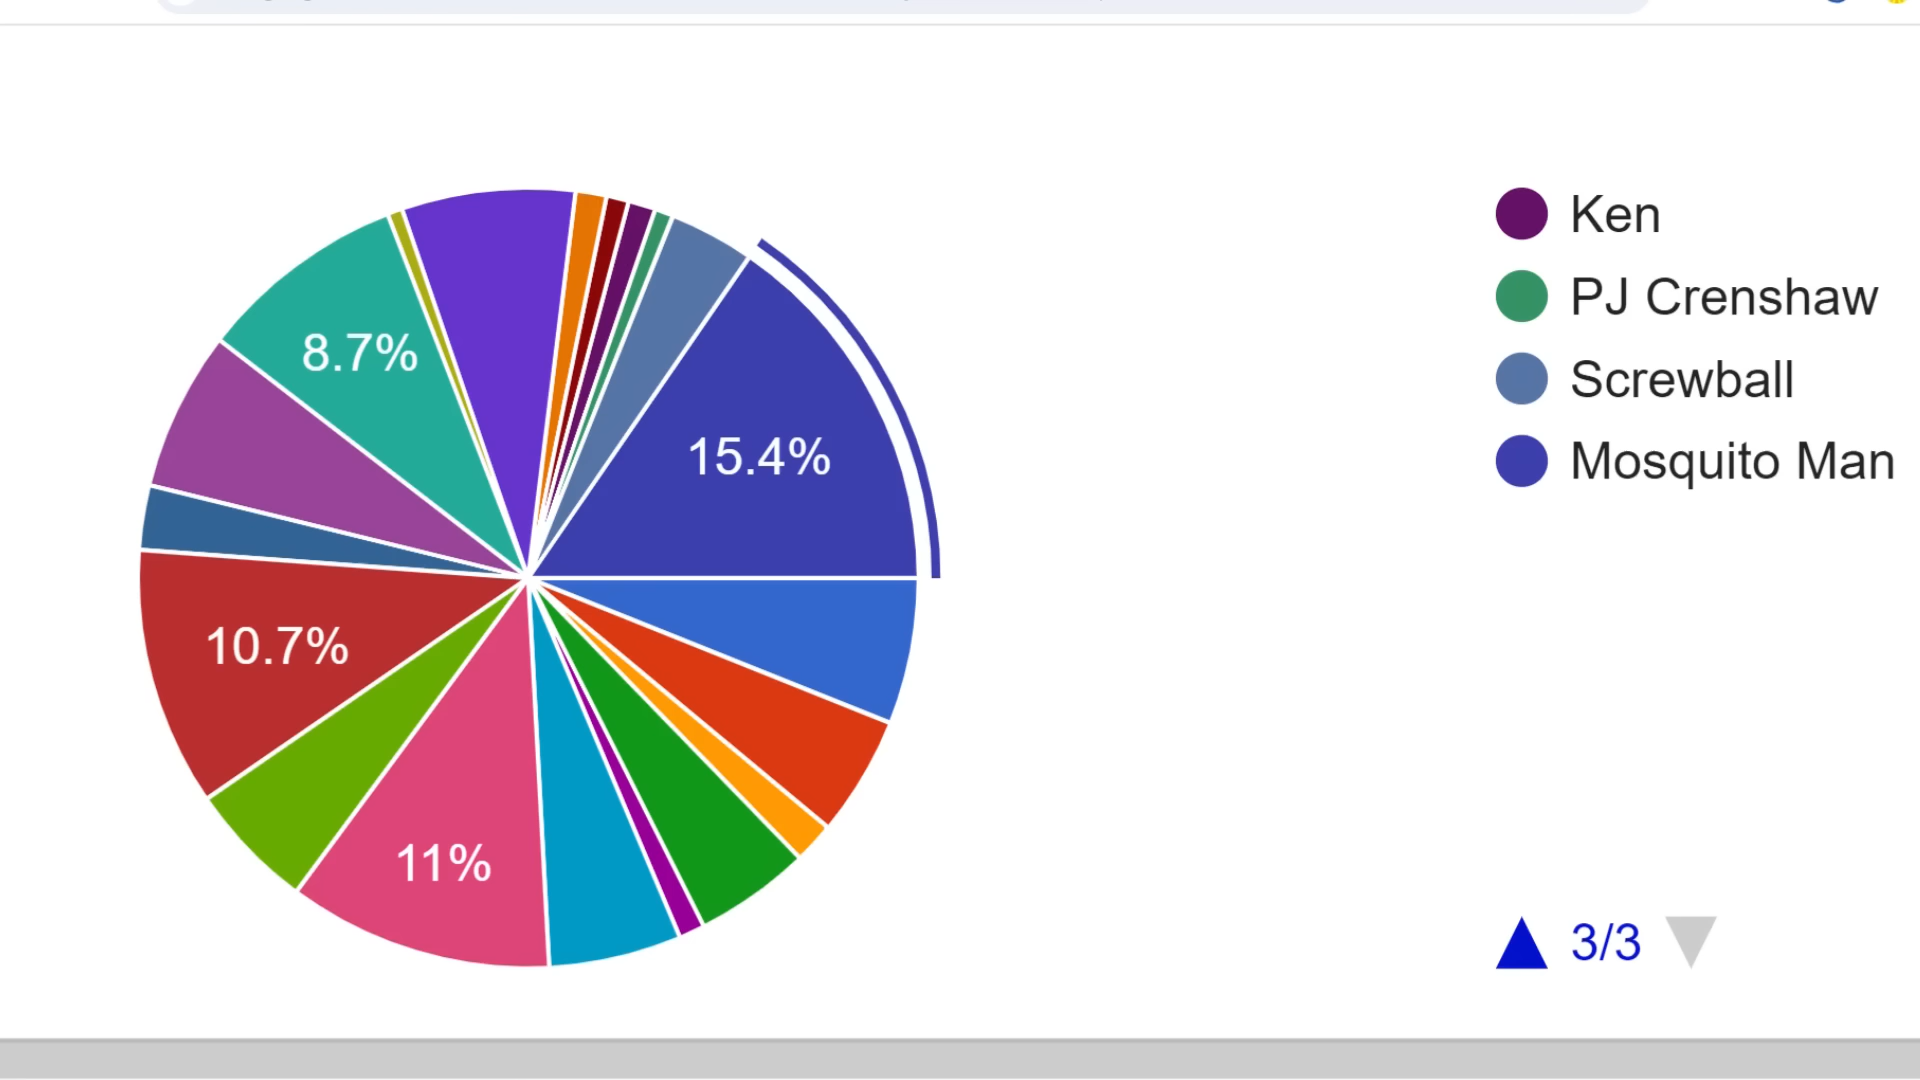 Ken
PJ Crenshaw
Screwball
Mosquito Man
8.7%
15.4%
10.7%
11%
3/3